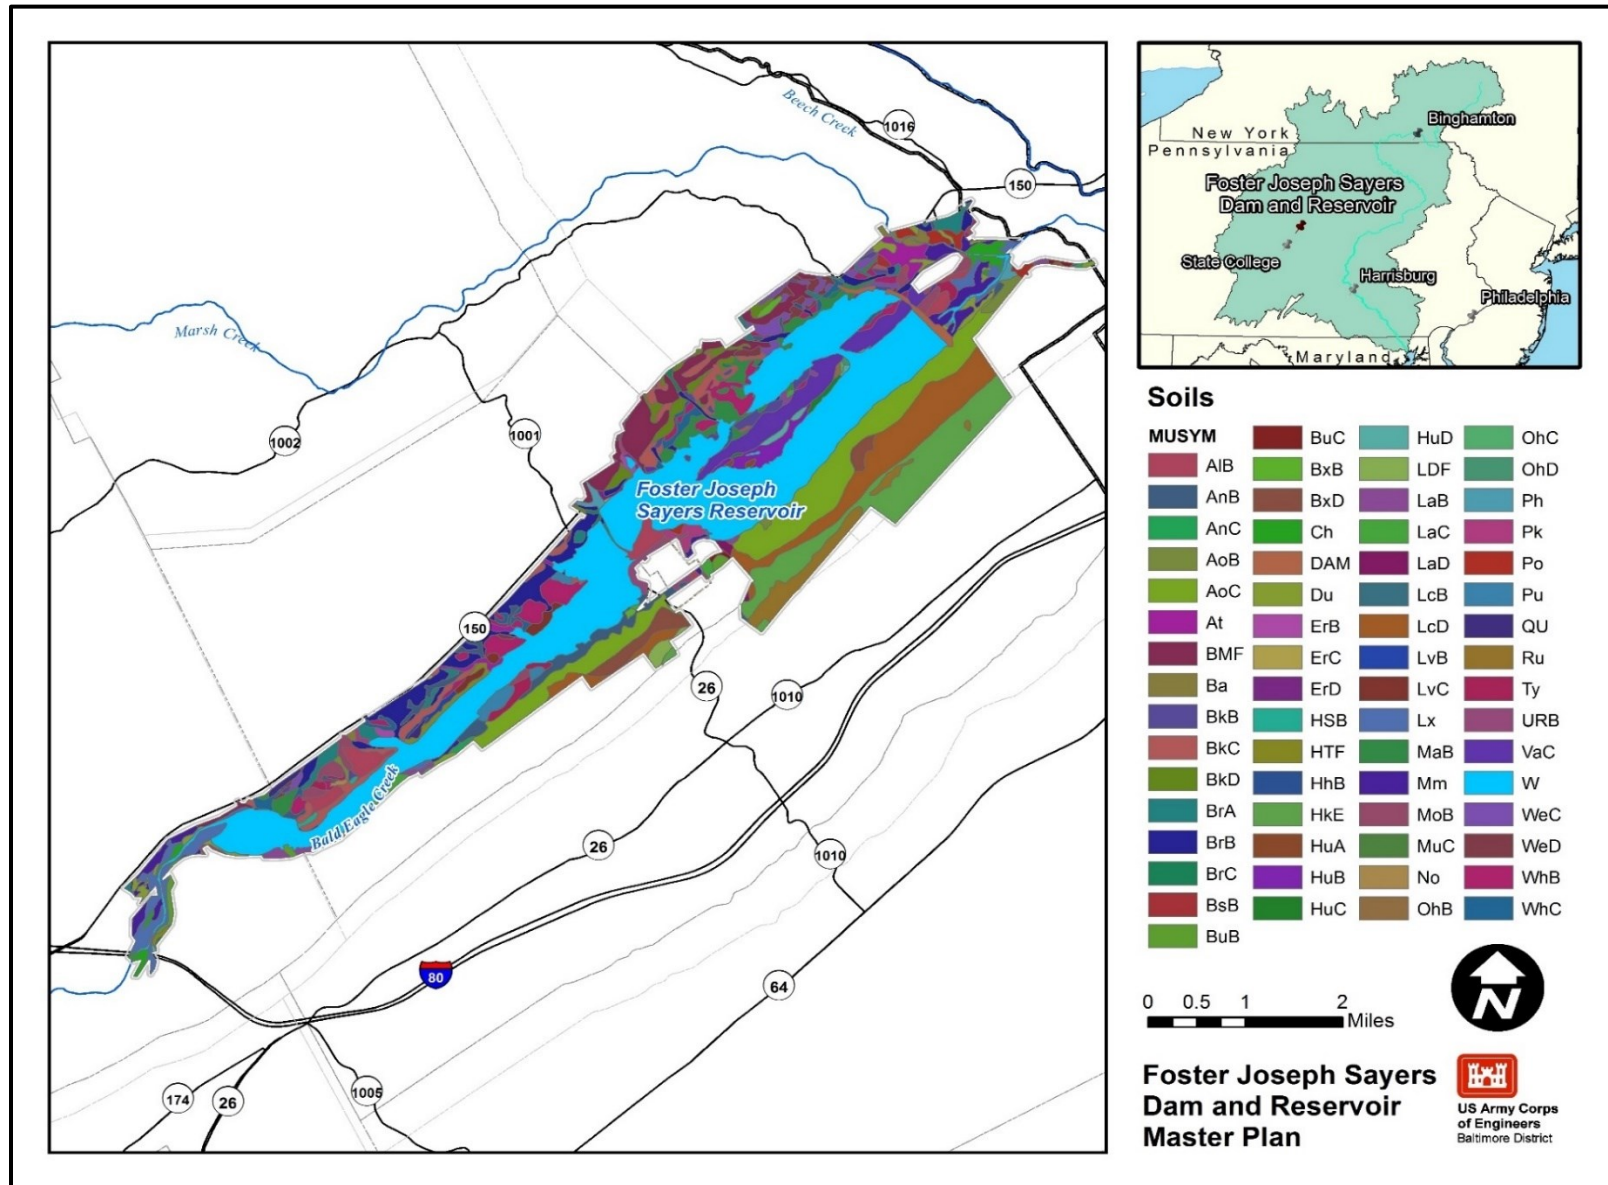 Beech Creek
1016
150
Marsh Creek
1002
1001
Foster Joseph
Sayers Reservoir
150
26
1010
Bald Eagle Creek
26
1010
80
64
174
26
1005
New York
Pennsylvania
Binghamton
Foster Joseph Sayers
Dam and Reservoir
State College
Harrisburg
Philadelphia
Maryland
Soils
MUSYM
AlB
AnB
AnC
AoB
AoC
At
BMF
Ba
BkB
BkC
BkD
BrA
BrB
BrC
BsB
BuB
BuC
BxB
BxD
Ch
DAM
Du
ErB
ErC
ErD
HSB
HTF
HhB
HkE
HuA
HuB
HuC
HuD
LDF
LaB
LaC
LaD
LcB
LcD
LvB
LvC
Lx
MaB
Mm
MoB
MuC
No
OhB
OhC
OhD
Ph
Pk
Po
Pu
QU
Ru
Ty
URB
VaC
W
WeC
WeD
WhB
WhC
0 0.5 1 2
Miles
N
Foster Joseph Sayers
Dam and Reservoir
Master Plan
US Army Corps
of Engineers
Baltimore District